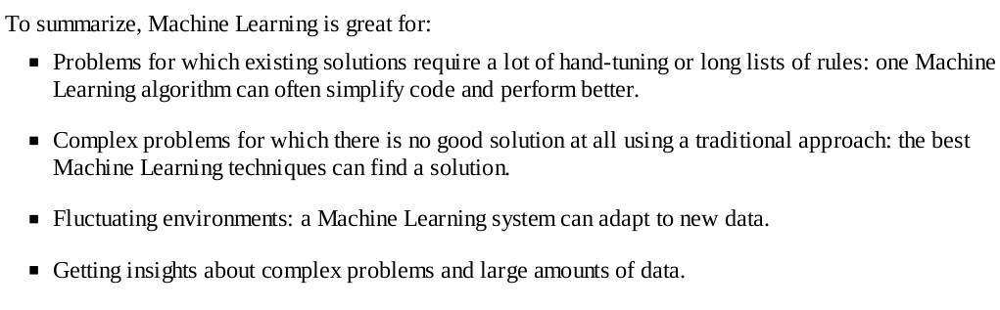 To summarize, Machine Learning is great for:
▪ Problems for which existing solutions require a lot of hand-tuning or long lists of rules: one Machine
Learning algorithm can often simplify code and perform better.
▪ Complex problems for which there is no good solution at all using a traditional approach: the best
Machine Learning techniques can find a solution.
▪ Fluctuating environments: a Machine Learning system can adapt to new data.
▪ Getting insights about complex problems and large amounts of data.